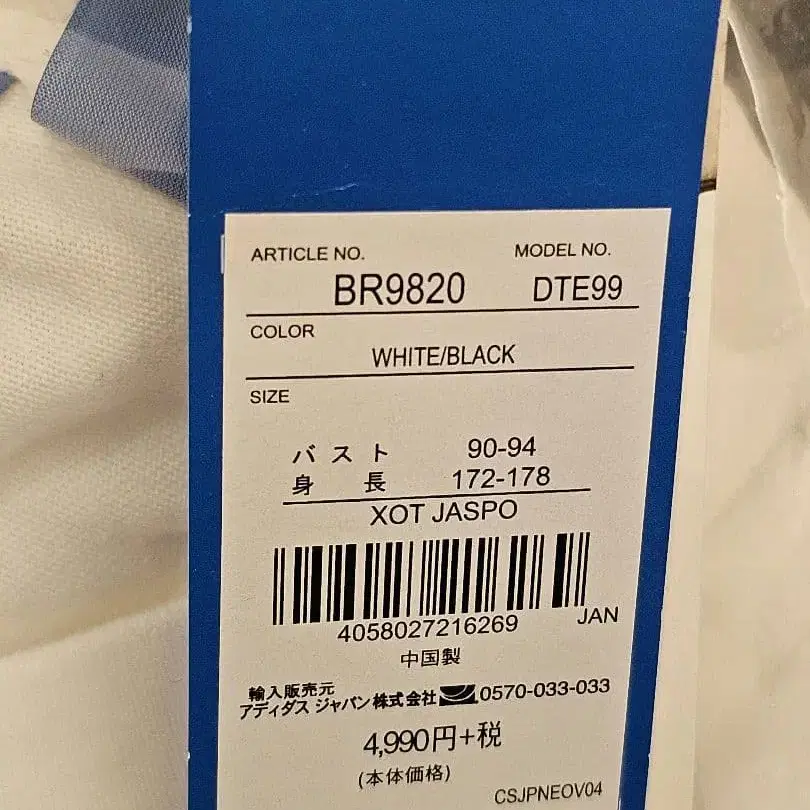 ARTICLE NO. MODEL NO.
BR9820 DTE99
COLOR
WHITE/BLACK
SIZE
バスト 90-94
身長 172-178
XOT JASPO
4058027216269 JAN
中国製
輸入販売元
アディダス ジャパン株式会社 0570-033-033
4,990円+税
(本体価格)
CSJPNEOV04